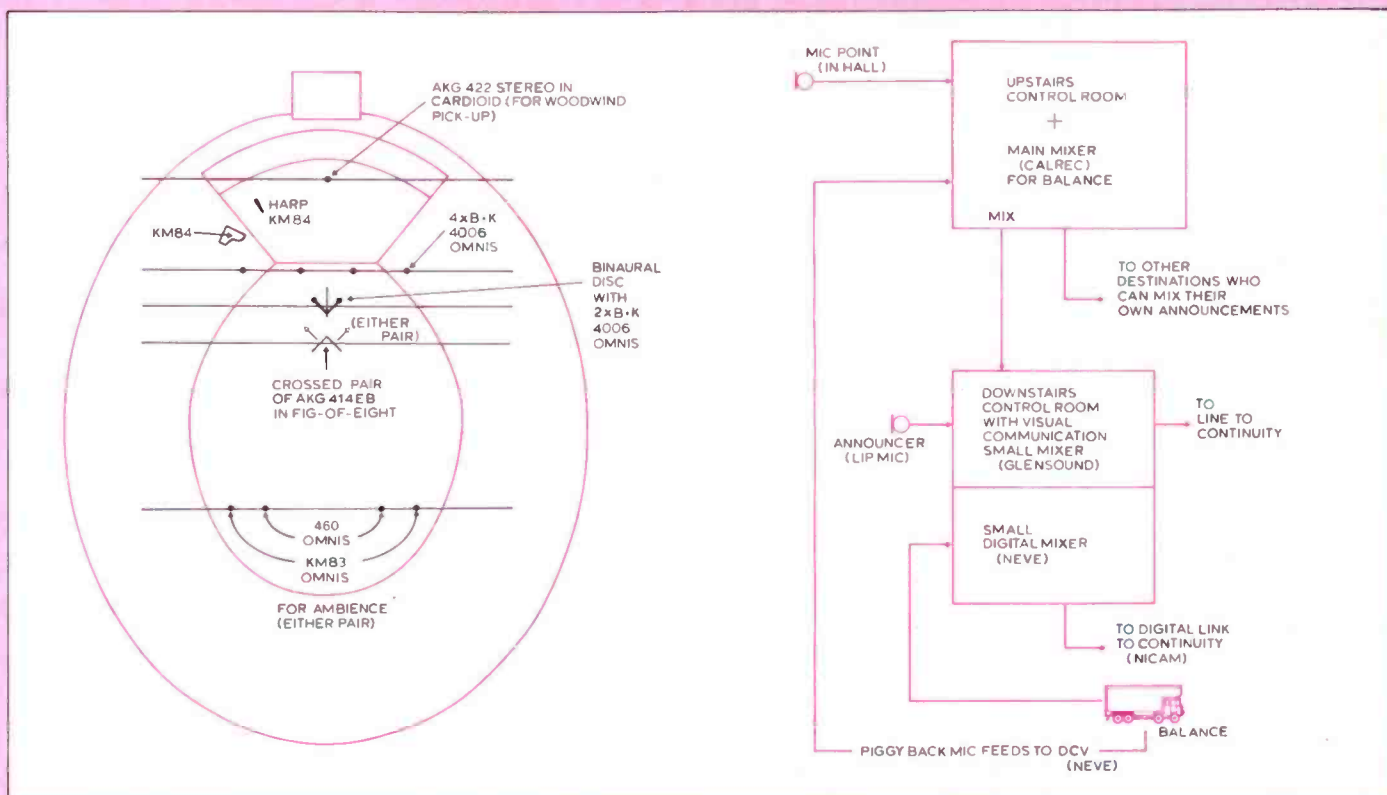 AKG 422 STEREO IN
CARDIOID (FOR WOODWIND
PICK-UP)
HARP
KM84
KM84
4xB+K
4006
OMNIS
BINAURAL
DISC
WITH
2xB+K
4006
OMNIS
(EITHER
PAIR)
CROSSED PAIR
OF AKG 414EB
IN FIG-OF-EIGHT
460
OMNIS
KM83
OMNIS
FOR AMBIENCE
(EITHER PAIR)
MIC POINT
(IN HALL)
UPSTAIRS
CONTROL ROOM
+
MAIN MIXER
(CALREC)
FOR BALANCE
MIX
TO OTHER
DESTINATIONS WHO
CAN MIX THEIR
OWN ANNOUNCEMENTS
ANNOUNCER
(LIP MIC)
DOWNSTAIRS
CONTROL ROOM
WITH VISUAL
COMMUNICATION
SMALL MIXER
(GLENSOUND)
TO
LINE TO
CONTINUITY
SMALL
DIGITAL MIXER
(NEVE)
TO DIGITAL LINK
TO CONTINUITY
(NICAM)
BALANCE
PIGGY BACK MIC FEEDS TO DCV
(NEVE)